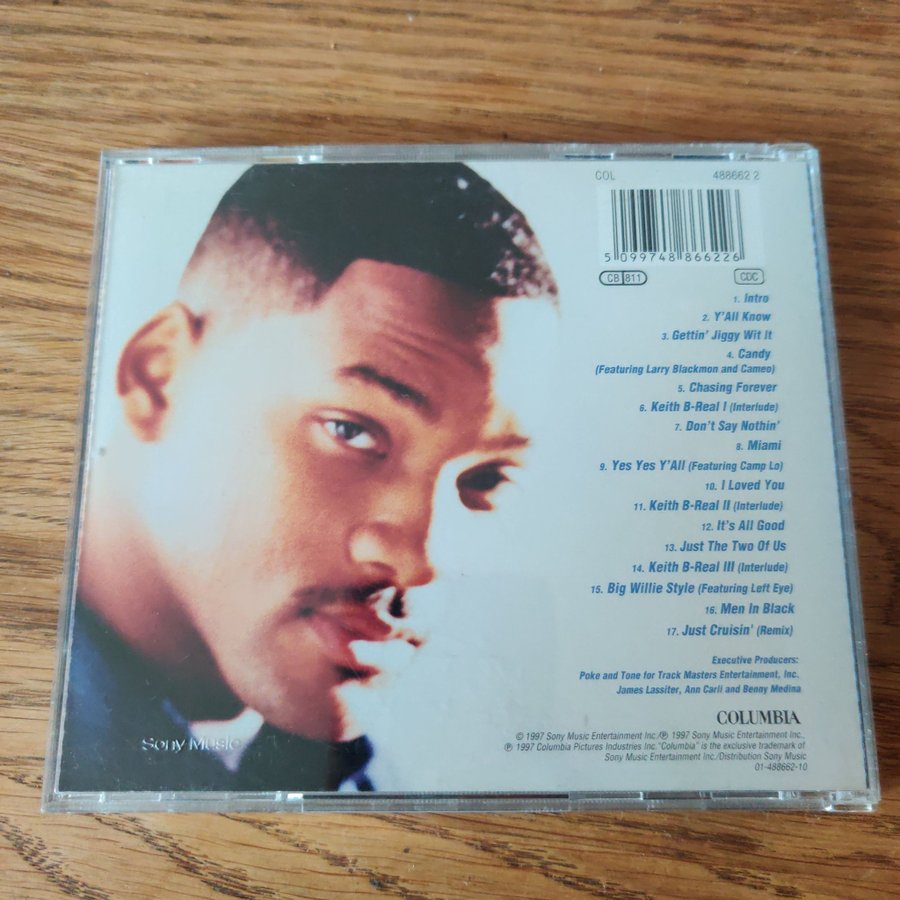 COL 488662 2
5 099748 866226
CB 811 CDC
1. Intro
2. Y'All Know
3. Gettin' Jiggy Wit It
4. Candy
(Featuring Larry Blackmon and Cameo)
5. Chasing Forever
6. Keith B-Real I (Interlude)
7. Don't Say Nothin'
8. Miami
9. Yes Yes Y'All (Featuring Camp Lo)
10. I Loved You
11. Keith B-Real II (Interlude)
12. It's All Good
13. Just The Two Of Us
14. Keith B-Real III (Interlude)
15. Big Willie Style (Featuring Left Eye)
16. Men In Black
17. Just Cruisin' (Remix)
Executive Producers:
Poke and Tone for Track Masters Entertainment, Inc.
James Lassiter, Ann Carli and Benny Medina
COLUMBIA
Sony Music
© 1997 Sony Music Entertainment Inc./℗ 1997 Sony Music Entertainment Inc.,
℗ 1997 Columbia Pictures Industries Inc."Columbia" is the exclusive trademark of
Sony Music Entertainment Inc./Distribution Sony Music
01-488662-10